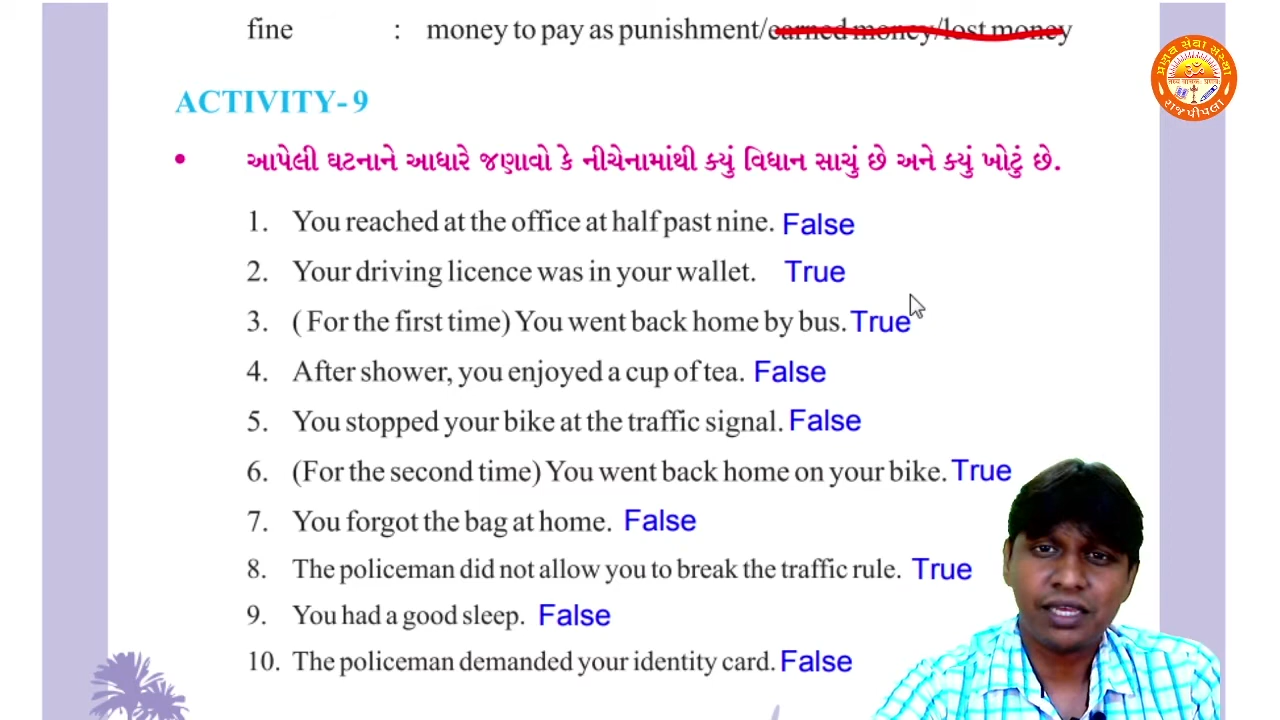 fine : money to pay as punishment/earned money/lost money
પ્રણવ સેવા સંસ્થા
રાજપીપલા
ACTIVITY- 9
• આપેલી ઘટનાને આધારે જણાવો કે નીચેનામાંથી ક્યું વિધાન સાચું છે અને ક્યું ખોટું છે.
1. You reached at the office at half past nine. False
2. Your driving licence was in your wallet. True
3. ( For the first time) You went back home by bus. True
4. After shower, you enjoyed a cup of tea. False
5. You stopped your bike at the traffic signal. False
6. (For the second time) You went back home on your bike. True
7. You forgot the bag at home. False
8. The policeman did not allow you to break the traffic rule. True
9. You had a good sleep. False
10. The policeman demanded your identity card. False